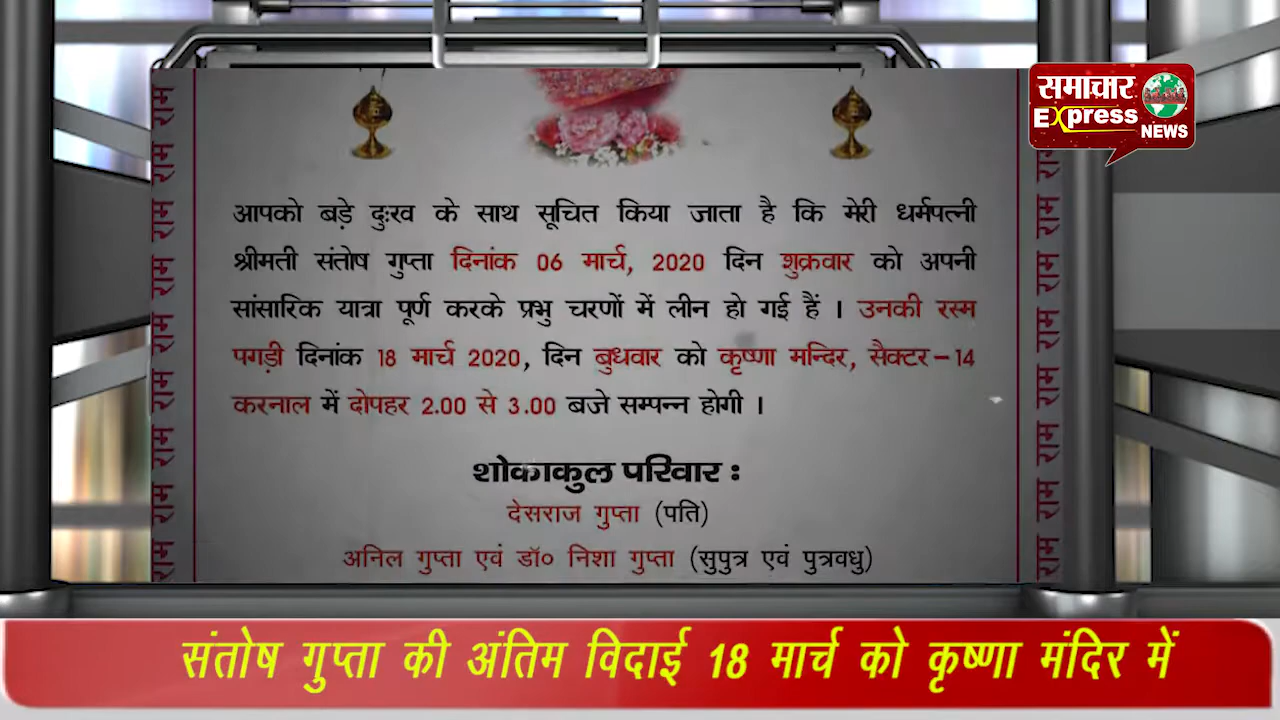 समाचार
Express
NEWS
आपको बड़े दुःख के साथ सूचित किया जाता है कि मेरी धर्मपत्नी
श्रीमती संतोष गुप्ता दिनांक 06 मार्च, 2020 दिन शुक्रवार को अपनी
सांसारिक यात्रा पूर्ण करके प्रभु चरणों में लीन हो गई हैं । उनकी रस्म
पगड़ी दिनांक 18 मार्च 2020, दिन बुधवार को कृष्णा मन्दिर, सैक्टर-14
करनाल में दोपहर 2.00 से 3.00 बजे सम्पन्न होगी ।
शोकाकुल परिवार :
देसराज गुप्ता (पति)
अनिल गुप्ता एवं डॉ० निशा गुप्ता (सुपुत्र एवं पुत्रवधु)
राम राम राम राम राम राम राम राम राम
राम राम राम राम राम राम राम राम
संतोष गुप्ता की अंतिम विदाई 18 मार्च को कृष्णा मंदिर में